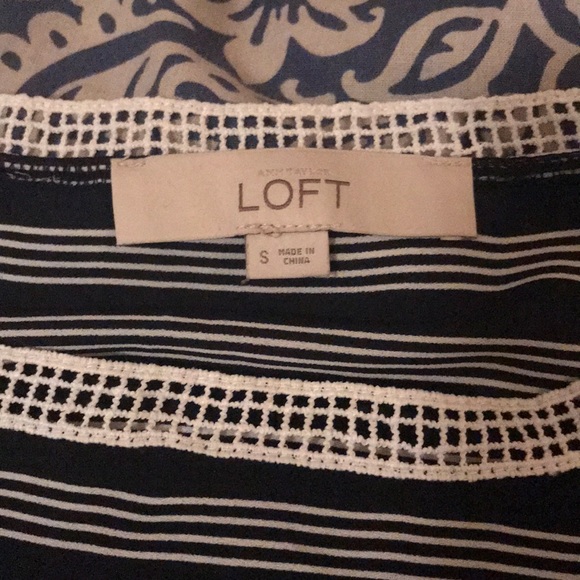 ANN TAYLOR
LOFT
S MADE IN
CHINA